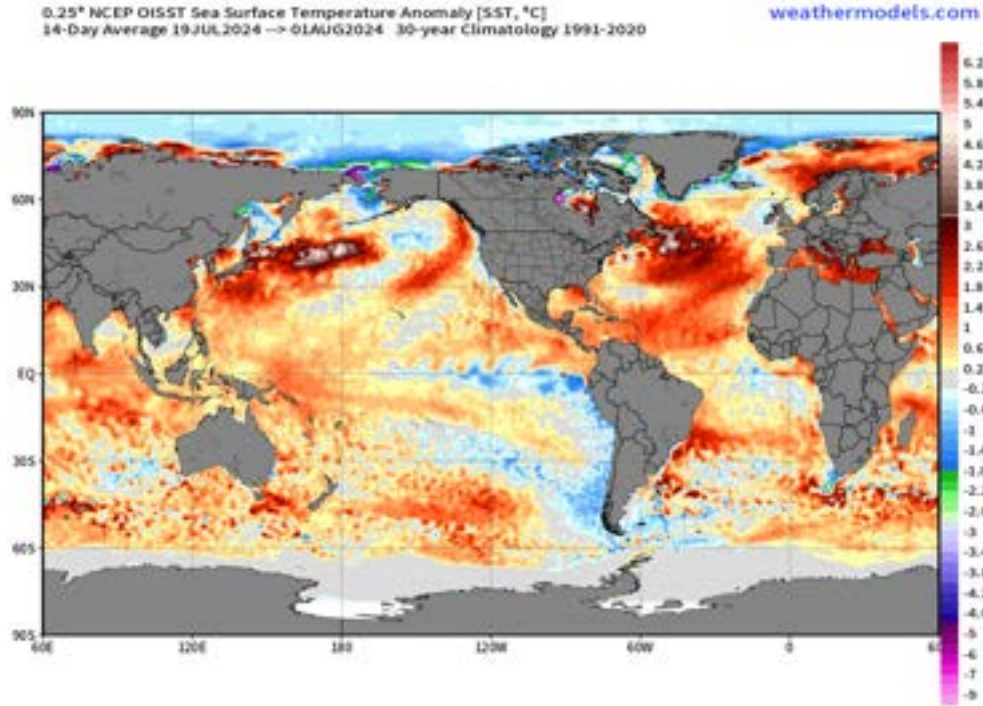 0.25° NCEP OISST Sea Surface Temperature Anomaly [SST, °C]
weathermodels.com
14-Day Average 19JUL2024 --> 01AUG2024 30-year Climatology 1991-2020
90N
60N
30N
EQ
30S
60S
90S
60E
120E
180
120W
60W
0
60
6.2
5.8
5.4
5
4.6
4.2
3.8
3.4
3
2.6
2.2
1.8
1.4
1
0.6
0.2
-1
-5
-6
-7
-9